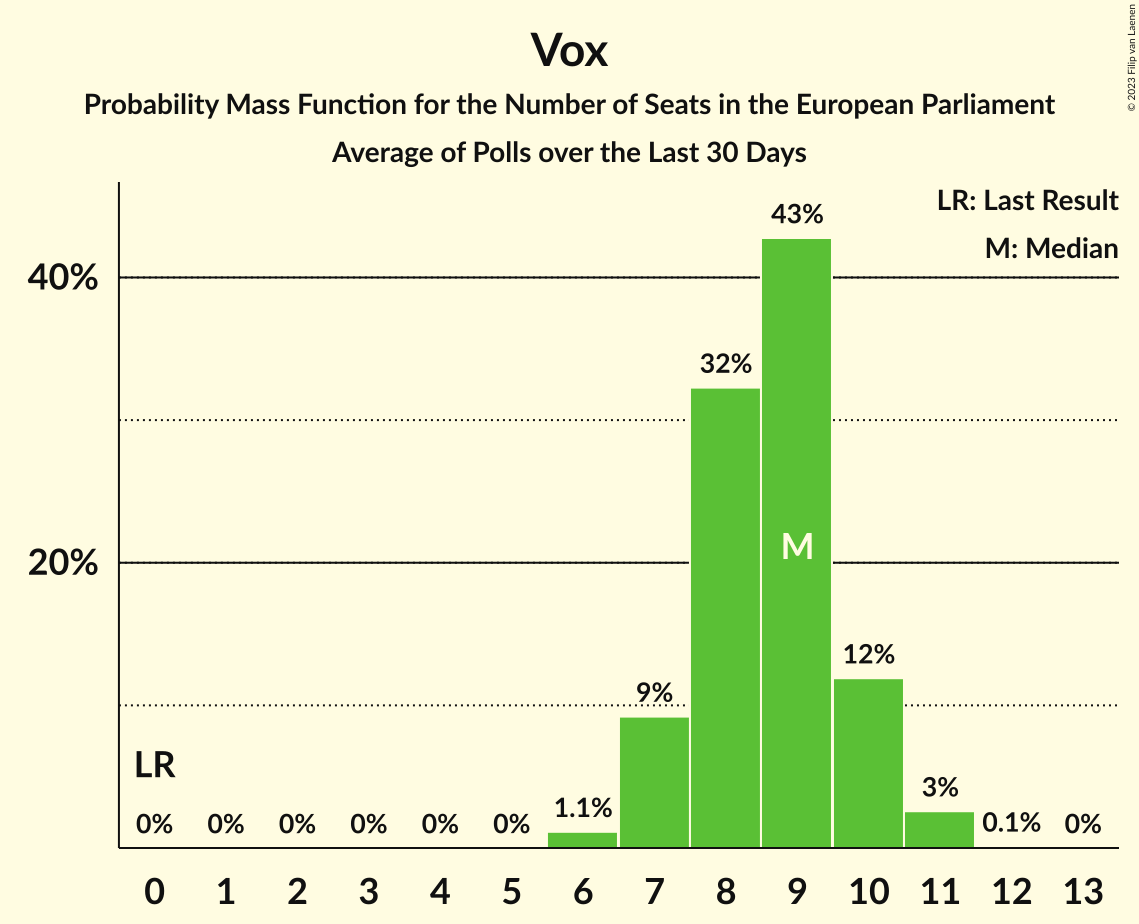 Vox
Probability Mass Function for the Number of Seats in the European Parliament
Average of Polls over the Last 30 Days
© 2023 Filip van Laenen
LR: Last Result
M: Median
40%
20%
LR
M
0% 0% 0% 0% 0% 0% 1.1% 9% 32% 43% 12% 3% 0.1% 0%
0 1 2 3 4 5 6 7 8 9 10 11 12 13